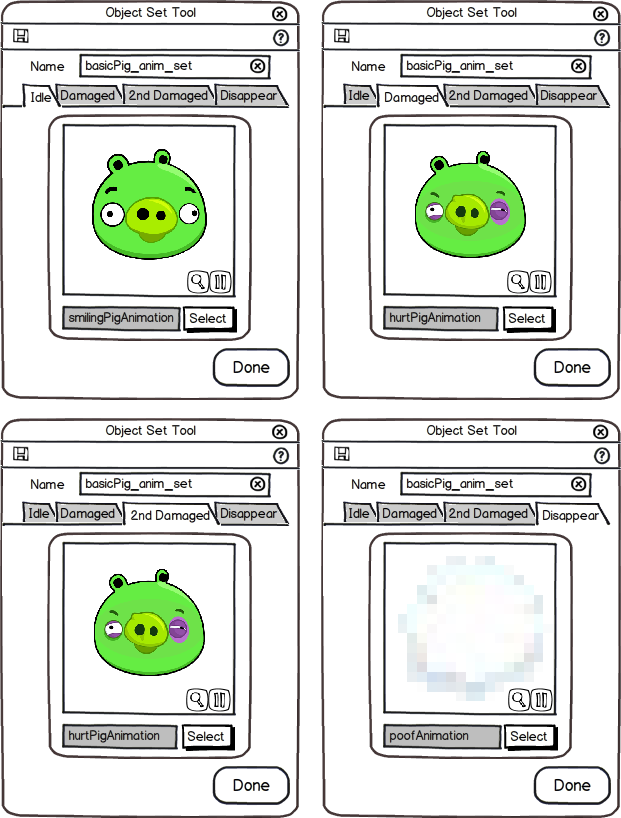 Object Set Tool
Name basicPig_anim_set
Idle Damaged 2nd Damaged Disappear
smilingPigAnimation Select
Done
Object Set Tool
Name basicPig_anim_set
Idle Damaged 2nd Damaged Disappear
hurtPigAnimation Select
Done
Object Set Tool
Name basicPig_anim_set
Idle Damaged 2nd Damaged Disappear
hurtPigAnimation Select
Done
Object Set Tool
Name basicPig_anim_set
Idle Damaged 2nd Damaged Disappear
poofAnimation Select
Done